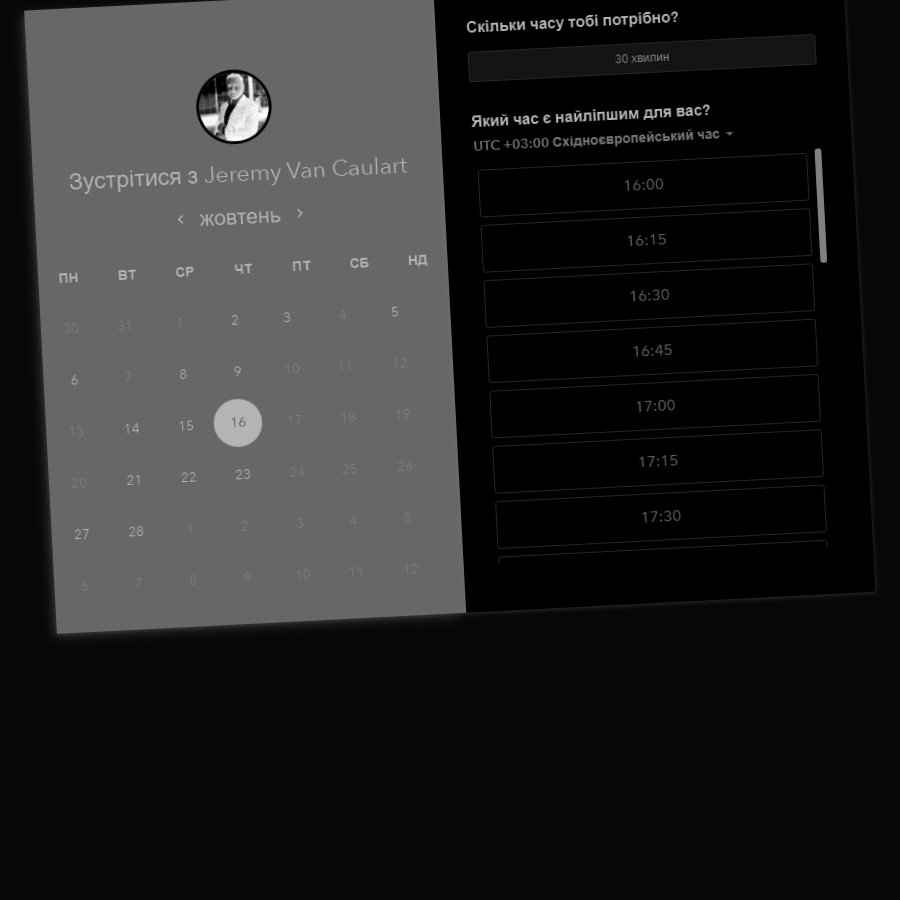 Зустрітися з Jeremy Van Caulart
жовтень
ПН ВТ СР ЧТ ПТ СБ НД
30 31 1 2 3 4 5
6 7 8 9 10 11 12
13 14 15 16 17 18 19
20 21 22 23 24 25 26
27 28 1 2 3 4 5
6 7 8 9 10 11 12
Скільки часу тобі потрібно?
30 хвилин
Який час є найліпшим для вас?
UTC +03:00 Східноєвропейський час
16:00
16:15
16:30
16:45
17:00
17:15
17:30